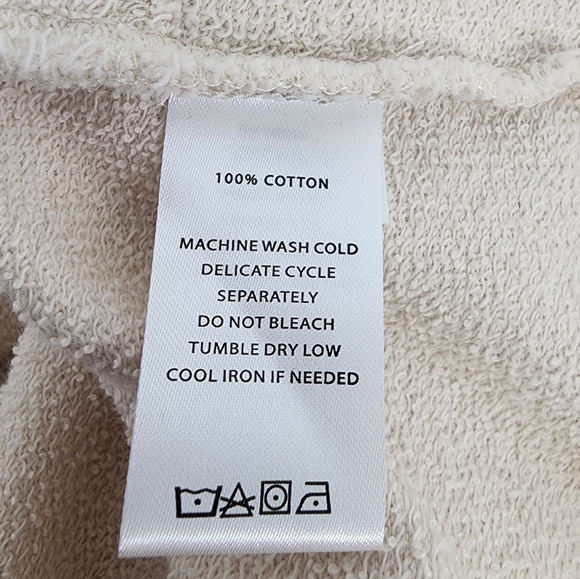 100% COTTON
MACHINE WASH COLD
DELICATE CYCLE
SEPARATELY
DO NOT BLEACH
TUMBLE DRY LOW
COOL IRON IF NEEDED